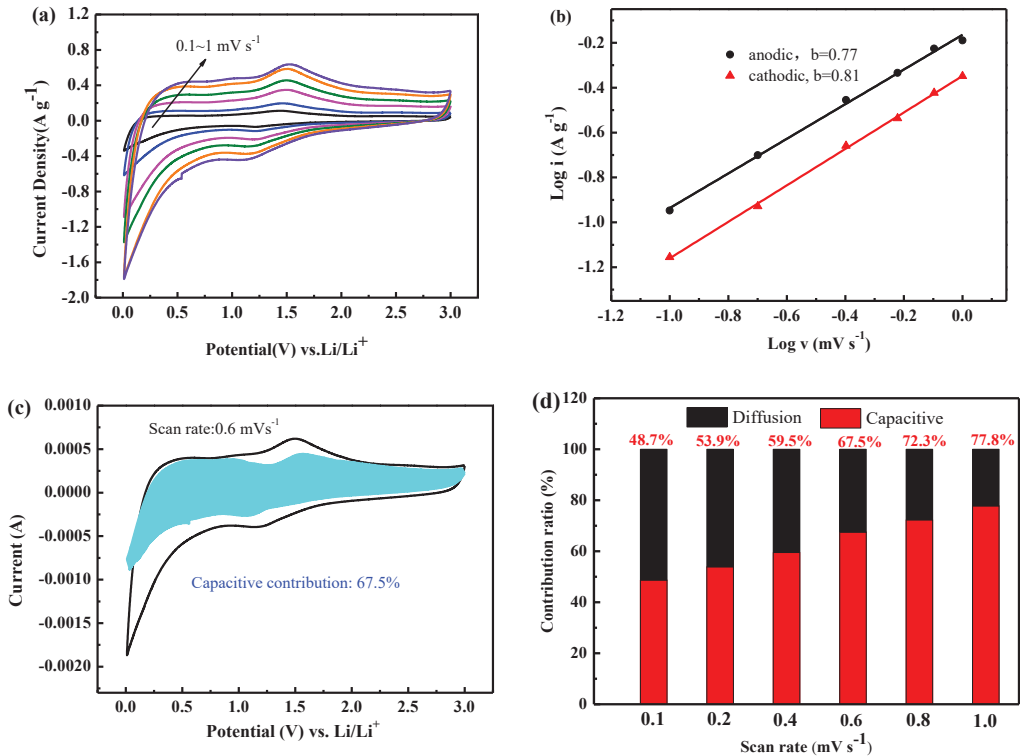 (a)
0.1~1 mV s⁻¹
Current Density(A g⁻¹)
1.2
0.8
0.4
0.0
-0.4
-0.8
-1.2
-1.6
-2.0
0.0 0.5 1.0 1.5 2.0 2.5 3.0
Potential(V) vs.Li/Li⁺
(b)
anodic, b=0.77
cathodic, b=0.81
Log i (A g⁻¹)
-0.2
-0.4
-0.6
-0.8
-1.0
-1.2
-1.2 -1.0 -0.8 -0.6 -0.4 -0.2 0.0
Log v (mV s⁻¹)
(c)
Scan rate:0.6 mVs⁻¹
Capacitive contribution: 67.5%
Current (A)
0.0010
0.0005
0.0000
-0.0005
-0.0010
-0.0015
-0.0020
0.0 0.5 1.0 1.5 2.0 2.5 3.0
Potential (V) vs. Li/Li⁺
(d)
Diffusion Capacitive
48.7% 53.9% 59.5% 67.5% 72.3% 77.8%
Contribution ratio (%)
120
100
80
60
40
20
0
0.1 0.2 0.4 0.6 0.8 1.0
Scan rate (mV s⁻¹)